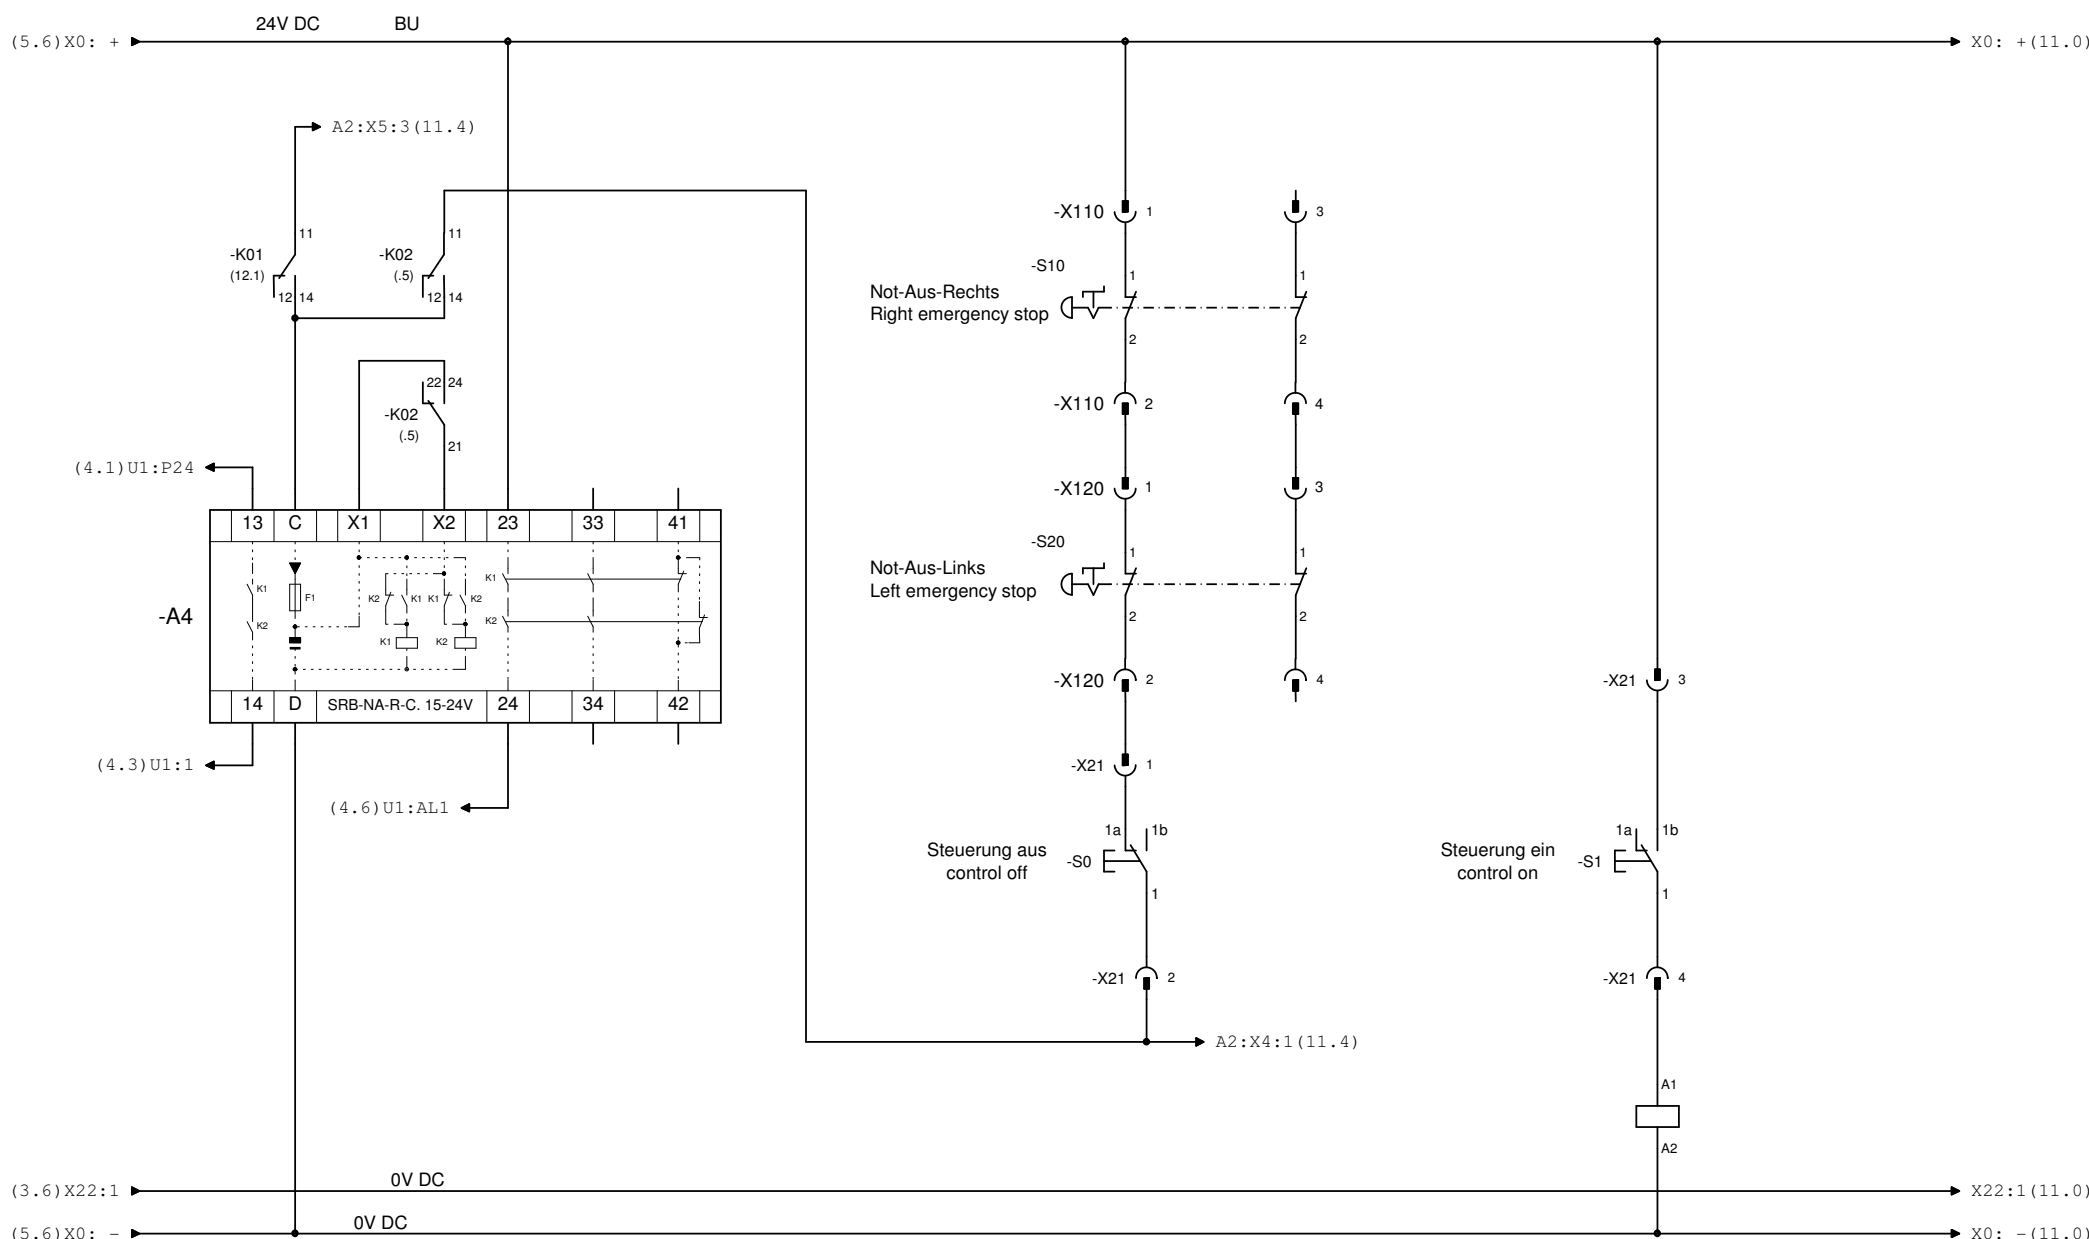 24V DC BU
(5.6)X0: + X0: +(11.0)
A2:X5:3(11.4)
-X110 1 3
11 11
-K01 -K02
(12.1) (.5)
12 14 12 14
-S10
1 1
Not-Aus-Rechts
Right emergency stop
2 2
22 24
-K02
(.5)
21
-X110 2 4
(4.1)U1:P24
-X120 1 3
13 C X1 X2 23 33 41
-S20
1 1
Not-Aus-Links
Left emergency stop
2 2
K1 F1 K2 K1 K1 K2 K1
K2 K1 K2 K2
-A4
14 D SRB-NA-R-C. 15-24V 24 34 42
-X120 2 4
-X21 3
(4.3)U1:1
-X21 1
(4.6)U1:AL1
1a 1b 1a 1b
Steuerung aus
control off
-S0
1
Steuerung ein
control on
-S1
1
-X21 2
-X21 4
A2:X4:1(11.4)
A1
A2
0V DC
(3.6)X22:1 X22:1(11.0)
0V DC
(5.6)X0: - X0: -(11.0)